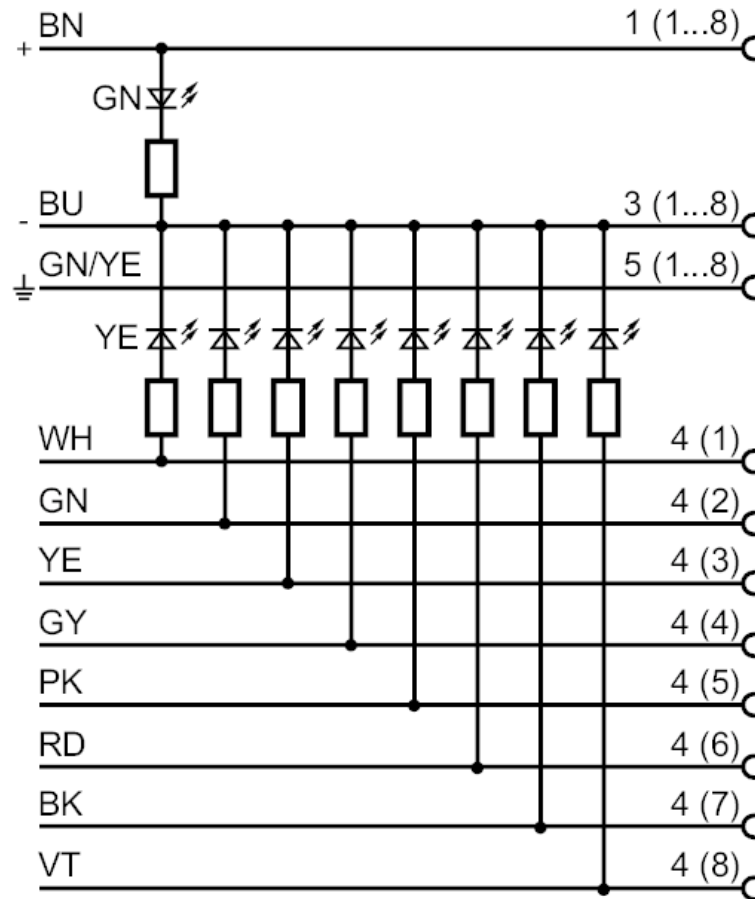 BN 1 (1...8)
+
GN
BU 3 (1...8)
-
GN/YE 5 (1...8)
YE
WH 4 (1)
GN 4 (2)
YE 4 (3)
GY 4 (4)
PK 4 (5)
RD 4 (6)
BK 4 (7)
VT 4 (8)